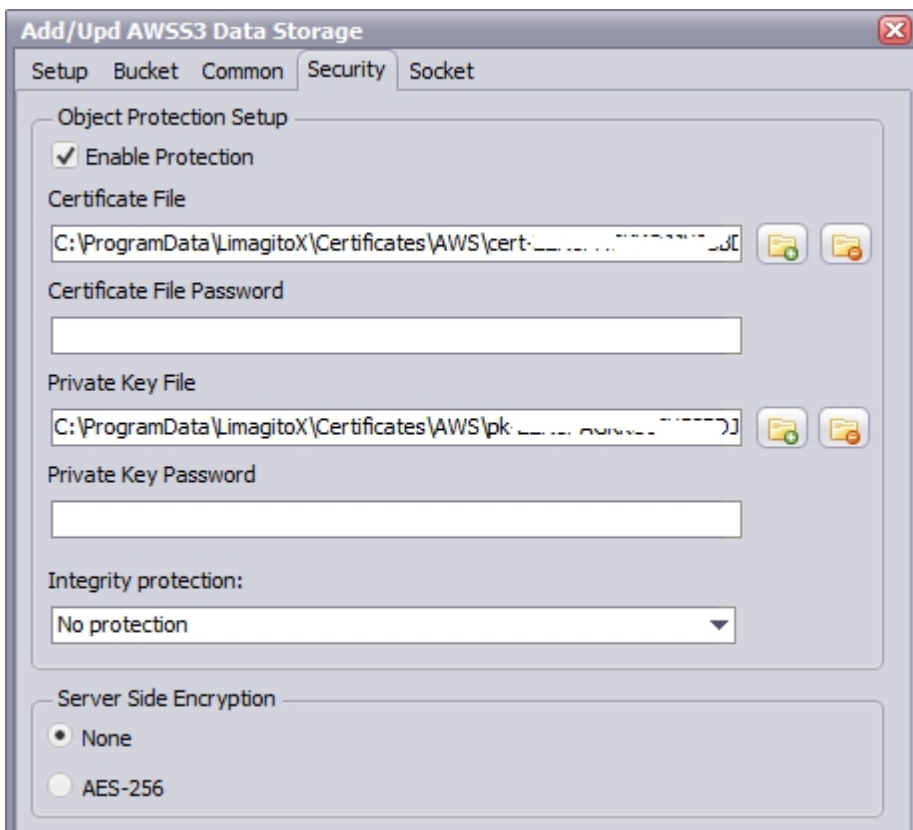 Add/Upd AWSS3 Data Storage
Setup Bucket Common Security Socket
Object Protection Setup
Enable Protection
Certificate File
C:\ProgramData\LimagitoX\Certificates\AWS\cert-
Certificate File Password
Private Key File
C:\ProgramData\LimagitoX\Certificates\AWS\pk-
Private Key Password
Integrity protection:
No protection
Server Side Encryption
None
AES-256